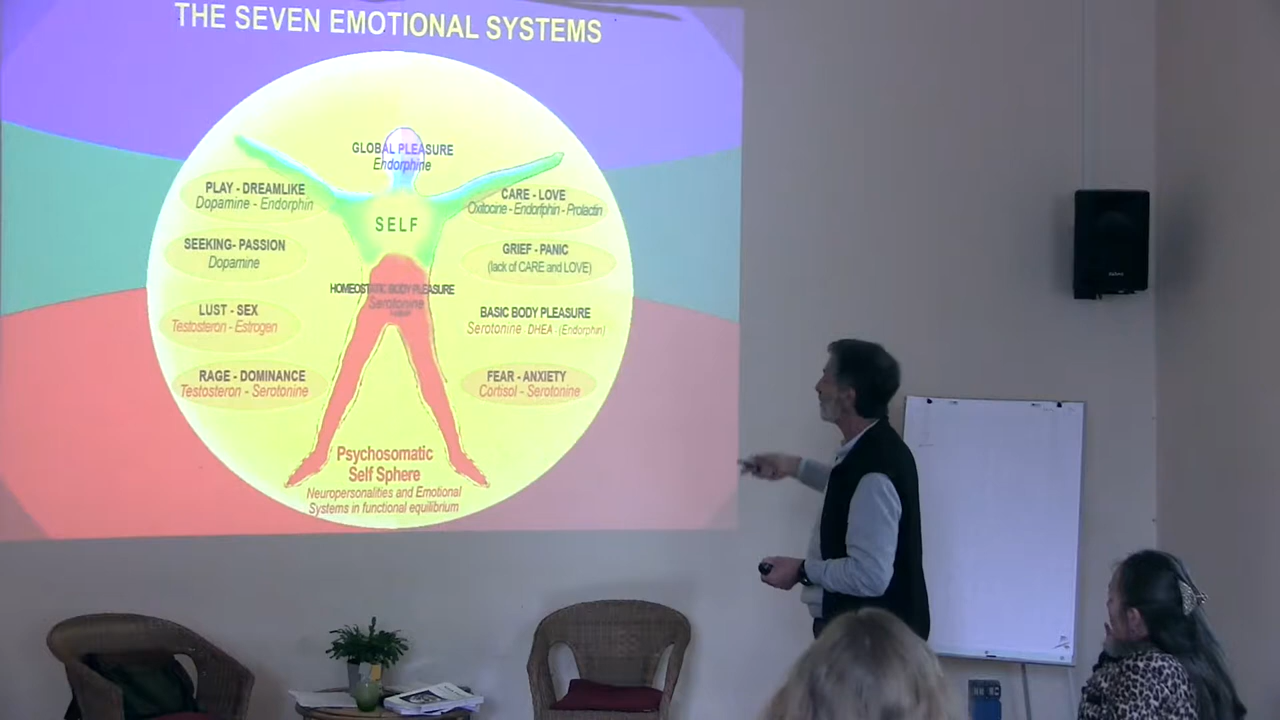 THE SEVEN EMOTIONAL SYSTEMS
GLOBAL PLEASURE
Endorphine
PLAY - DREAMLIKE
Dopamine - Endorphin
CARE - LOVE
Oxitocine - Endorfphin - Prolactin
SELF
SEEKING- PASSION
Dopamine
GRIEF - PANIC
(lack of CARE and LOVE)
HOMEOSTATIC BODY PLEASURE
Serotonine
LUST - SEX
Testosteron - Estrogen
BASIC BODY PLEASURE
Serotonine DHEA - (Endorphin)
RAGE - DOMINANCE
Testosteron - Serotonine
FEAR - ANXIETY
Cortisol - Serotonine
Psychosomatic
Self Sphere
Neuropersonalities and Emotional
Systems in functional equilibrium